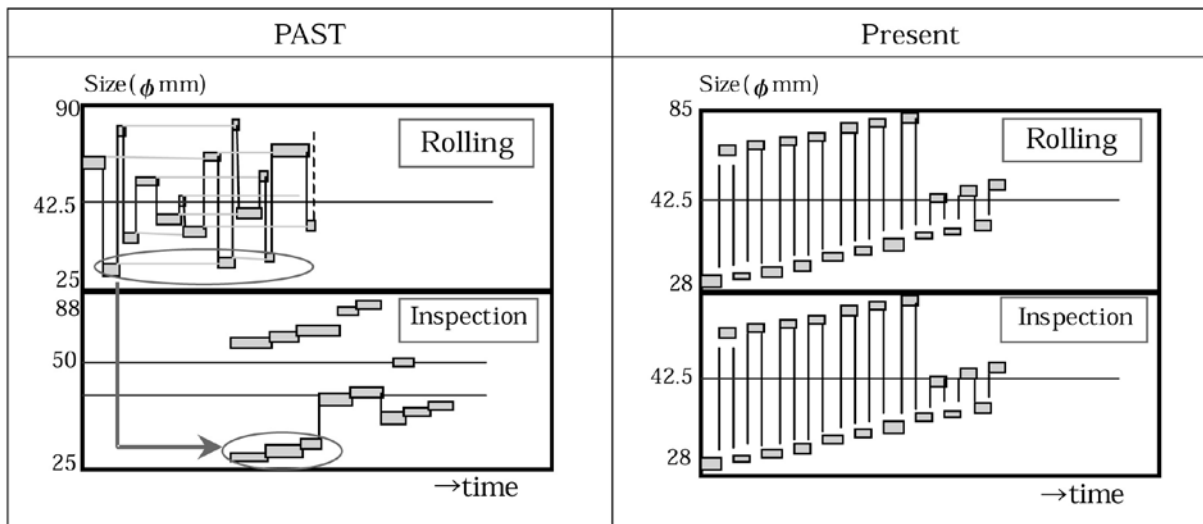 PAST
Present
Size(ϕmm)
90
Rolling
42.5
25
88
Inspection
50
25
→time
Size(ϕmm)
85
Rolling
42.5
28
Inspection
42.5
28
→time